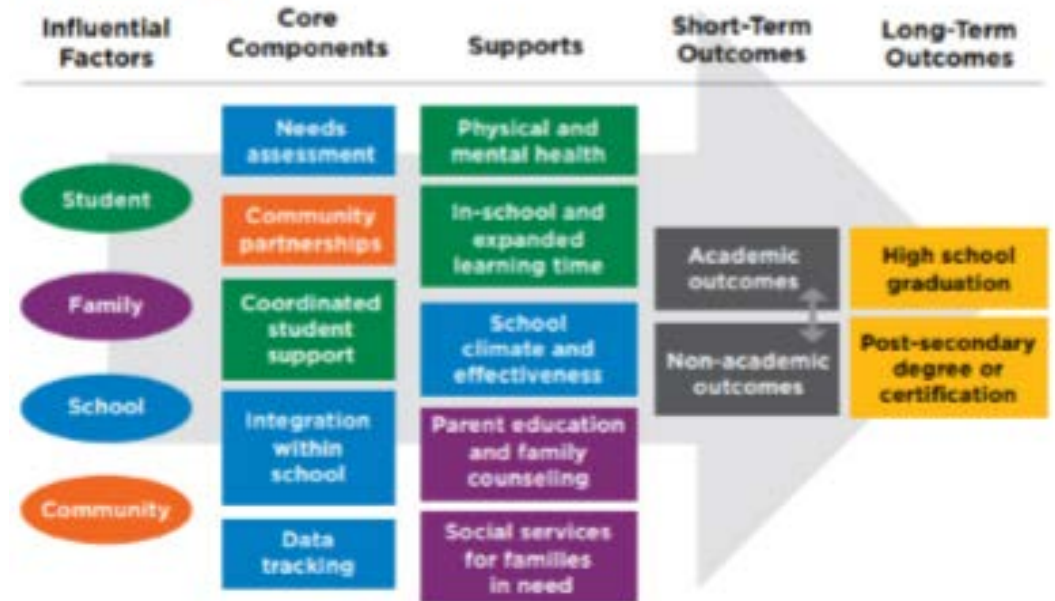 Influential
Factors
Core
Components
Supports
Short-Term
Outcomes
Long-Term
Outcomes
Student
Family
School
Community
Needs
assessment
Community
partnerships
Coordinated
student
support
Integration
within
school
Data
tracking
Physical and
mental health
In-school and
expanded
learning time
School
climate and
effectiveness
Parent education
and family
counseling
Social services
for families
in need
Academic
outcomes
Non-academic
outcomes
High school
graduation
Post-secondary
degree or
certification